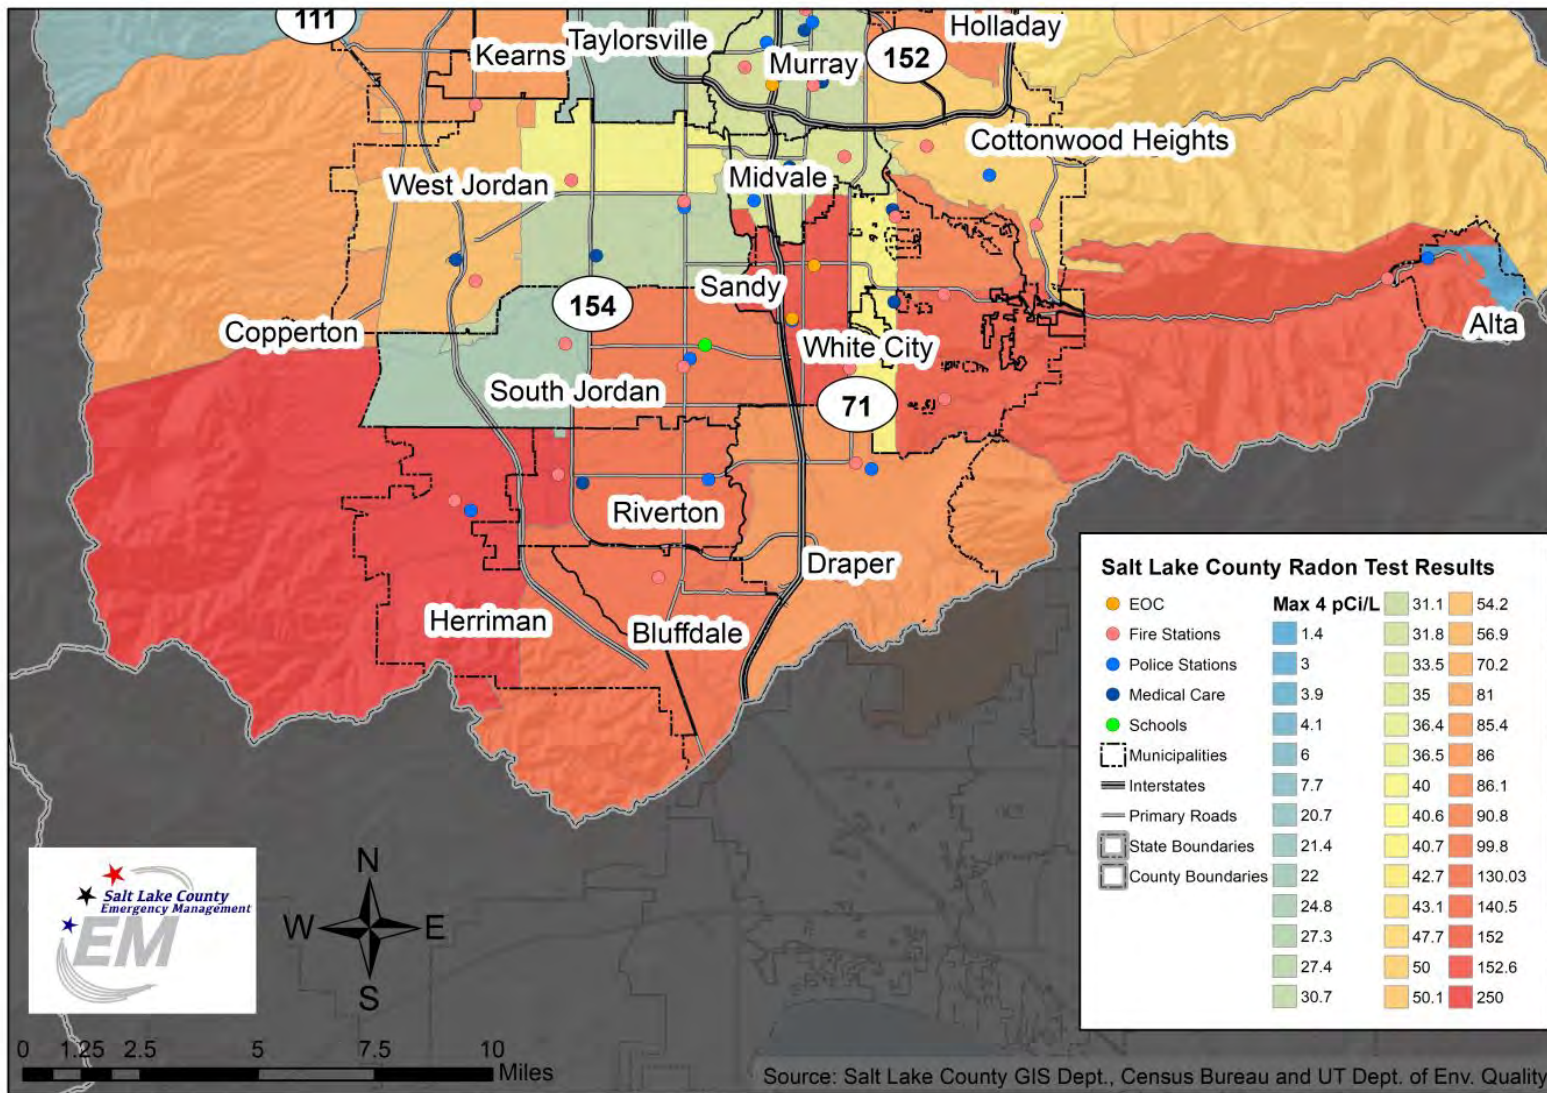 111
Taylorsville
Holladay
Kearns
Murray
152
Cottonwood Heights
West Jordan
Midvale
154
Sandy
Copperton
White City
Alta
South Jordan
71
Riverton
Draper
Herriman
Bluffdale
Salt Lake County Radon Test Results
EOC
Fire Stations
Police Stations
Medical Care
Schools
Municipalities
Interstates
Primary Roads
State Boundaries
County Boundaries
Max 4 pCi/L
1.4
3
3.9
4.1
6
7.7
20.7
21.4
22
24.8
27.3
27.4
30.7
31.1
31.8
33.5
35
36.4
36.5
40
40.6
40.7
42.7
43.1
47.7
50
50.1
54.2
56.9
70.2
81
85.4
86
86.1
90.8
99.8
130.03
140.5
152
152.6
250
Salt Lake County
Emergency Management
EM
N
W E
S
0 1.25 2.5 5 7.5 10
Miles
Source: Salt Lake County GIS Dept., Census Bureau and UT Dept. of Env. Quality